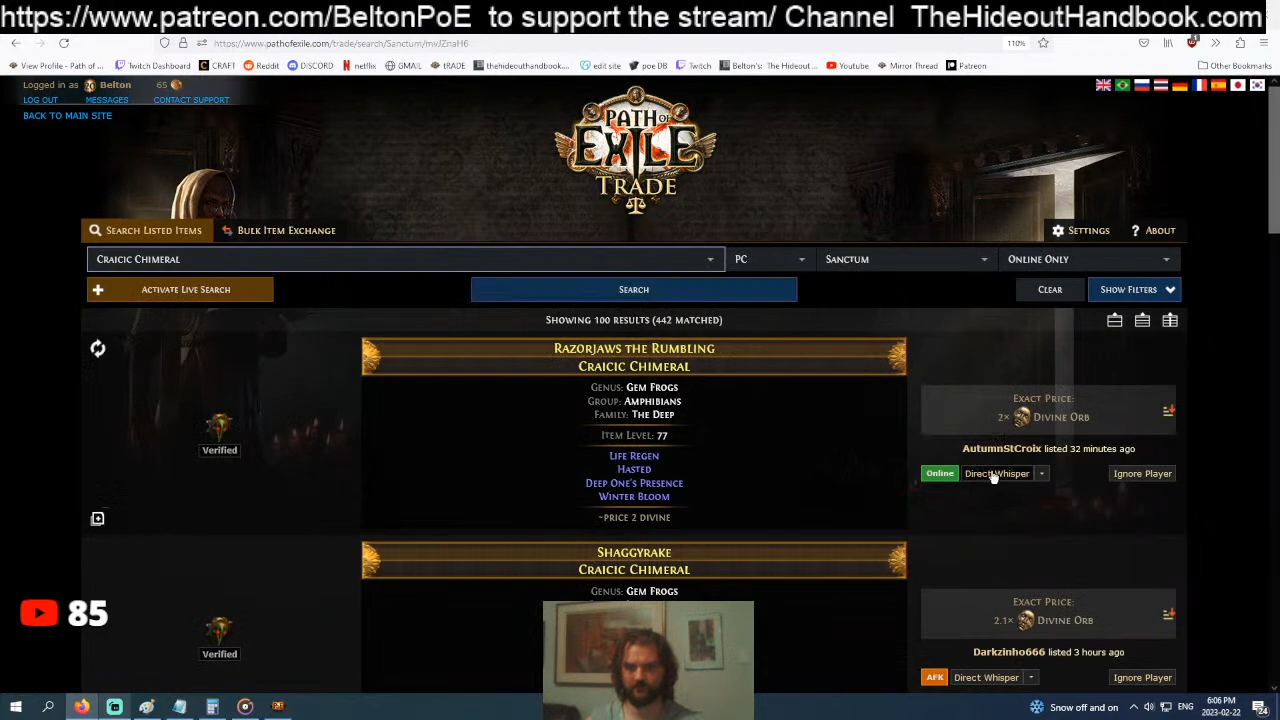 https://www.patreon.com/BeltonPoE to support the stream/ Channel TheHideoutHandbook.com
https://www.pathofexile.com/trade/search/Sanctum/mvJZnaH6
110%
View Profile - Path of ... Twitch Dashboard CRAFT Reddit DISCORD netflix GMAIL tRADE thehideouthandbook.... edit site poe DB Twitch Belton's: The Hideout ... YouTube Mirror Thread Patreon Other Bookmarks
Logged in as Belton 65
LOG OUT MESSAGES CONTACT SUPPORT
BACK TO MAIN SITE
PATH OF EXILE TRADE
SEARCH LISTED ITEMS BULK ITEM EXCHANGE SETTINGS ? ABOUT
CRAICIC CHIMERAL PC SANCTUM ONLINE ONLY
+ ACTIVATE LIVE SEARCH SEARCH CLEAR SHOW FILTERS
SHOWING 100 RESULTS (442 MATCHED)
RAZORJAWS THE RUMBLING
CRAICIC CHIMERAL
GENUS: GEM FROGS
GROUP: AMPHIBIANS
FAMILY: THE DEEP
ITEM LEVEL: 77
LIFE REGEN
HASTED
DEEP ONE'S PRESENCE
WINTER BLOOM
~PRICE 2 DIVINE
Verified
EXACT PRICE:
2× DIVINE ORB
AutumnStCroix listed 32 minutes ago
Online Direct Whisper Ignore Player
SHAGGYRAKE
CRAICIC CHIMERAL
GENUS: GEM FROGS
Verified
EXACT PRICE:
2.1× DIVINE ORB
Darkzinho666 listed 3 hours ago
AFK Direct Whisper Ignore Player
85
Snow off and on ENG 6:06 PM
2023-02-22 24